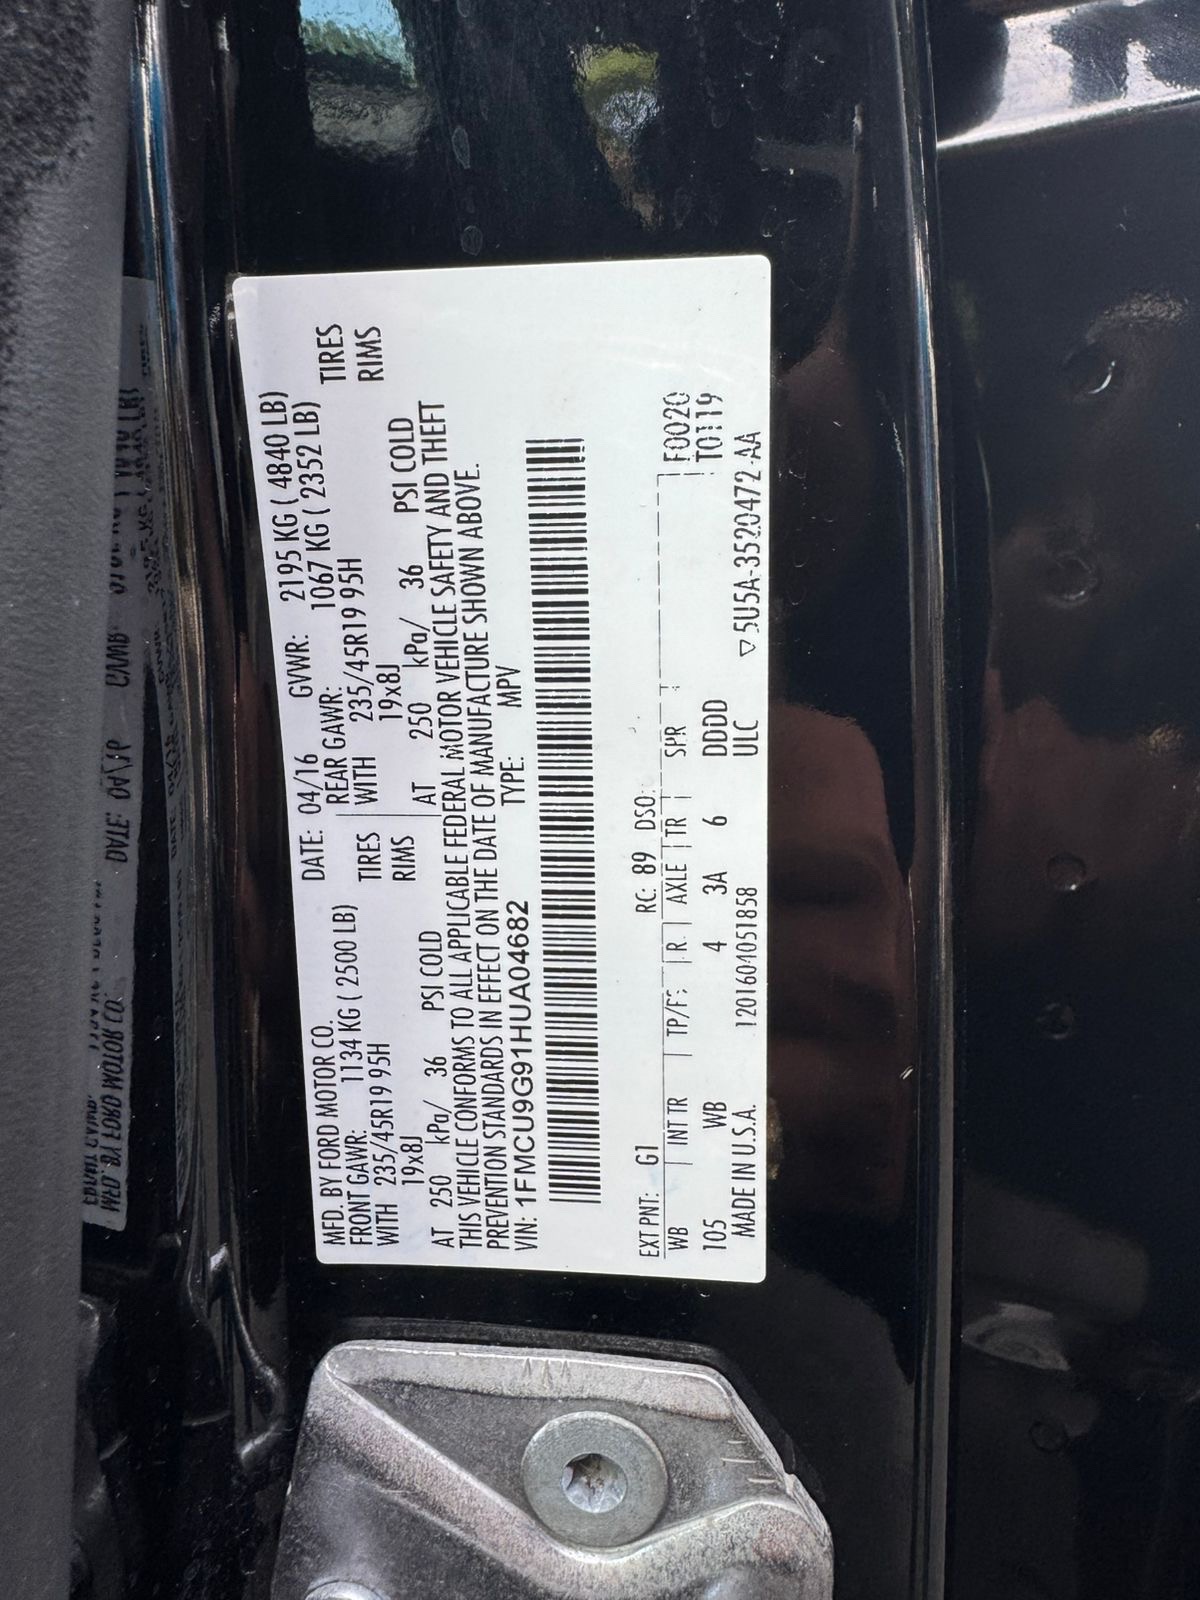 MFD. BY FORD MOTOR CO.
DATE: 04/16 GVWR: 2195 KG ( 4840 LB)
FRONT GAWR: 1134 KG ( 2500 LB) REAR GAWR: 1067 KG ( 2352 LB)
WITH 235/45R19 95H TIRES WITH 235/45R19 95H TIRES
19x8J RIMS 19x8J RIMS
AT 250 kPa/ 36 PSI COLD AT 250 kPa/ 36 PSI COLD
THIS VEHICLE CONFORMS TO ALL APPLICABLE FEDERAL MOTOR VEHICLE SAFETY AND THEFT
PREVENTION STANDARDS IN EFFECT ON THE DATE OF MANUFACTURE SHOWN ABOVE.
VIN: 1FMCU9G91HUA04682 TYPE: MPV
EXT PNT: G1 RC: 89 DSO:
WB INT TR TP/PS R AXLE TR SPR F0020
105 WB 4 3A 6 DDDD T0119
MADE IN U.S.A. 1201604051858 ULC
▽5U5A-3520472-AA